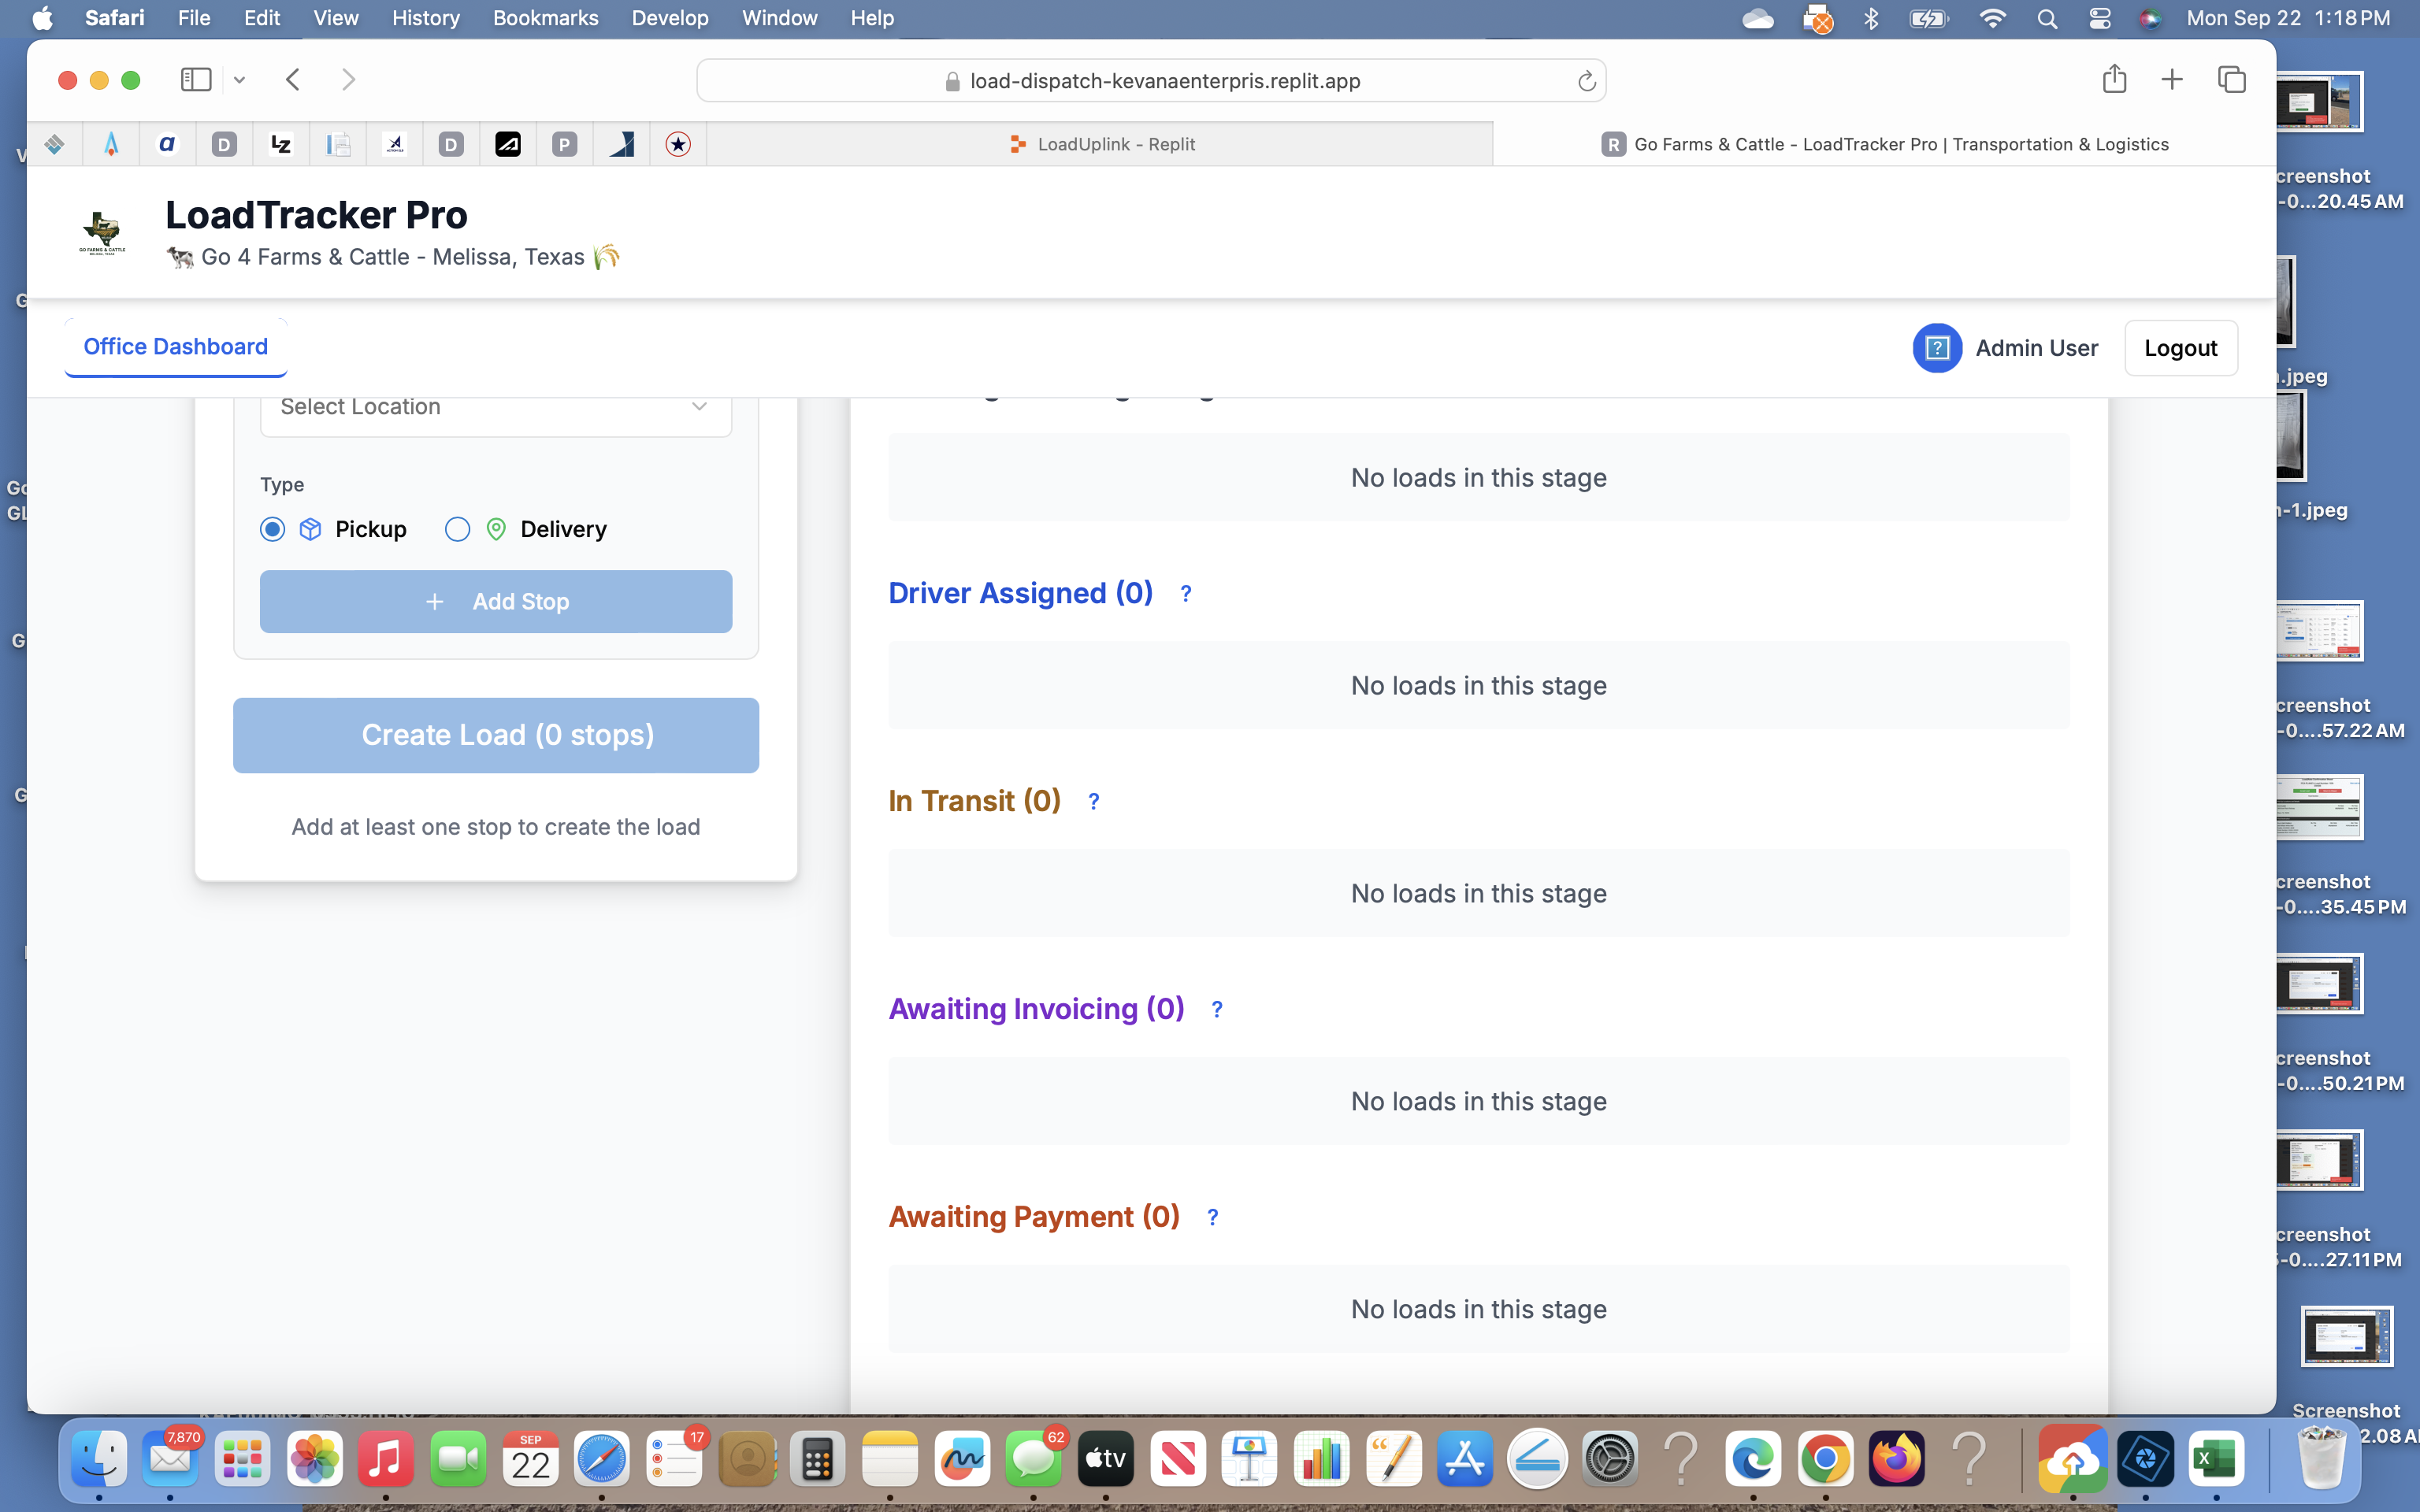 Safari File Edit View History Bookmarks Develop Window Help Mon Sep 22 1:18 PM
load-dispatch-kevanaenterpris.replit.app
LoadUplink - Replit
R Go Farms & Cattle - LoadTracker Pro | Transportation & Logistics
LoadTracker Pro
GO FARMS & CATTLE
🐄 Go 4 Farms & Cattle - Melissa, Texas 🌾
Office Dashboard
Admin User
Logout
Select Location
Type
Pickup Delivery
+ Add Stop
Create Load (0 stops)
Add at least one stop to create the load
No loads in this stage
Driver Assigned (0) ?
No loads in this stage
In Transit (0) ?
No loads in this stage
Awaiting Invoicing (0) ?
No loads in this stage
Awaiting Payment (0) ?
No loads in this stage
creenshot
-0...20.45 AM
.jpeg
-1.jpeg
creenshot
-0....57.22 AM
creenshot
-0....35.45 PM
creenshot
-0....50.21 PM
creenshot
-0....27.11 PM
Screenshot
2.08 A
7,870
SEP
22
17
62
tv